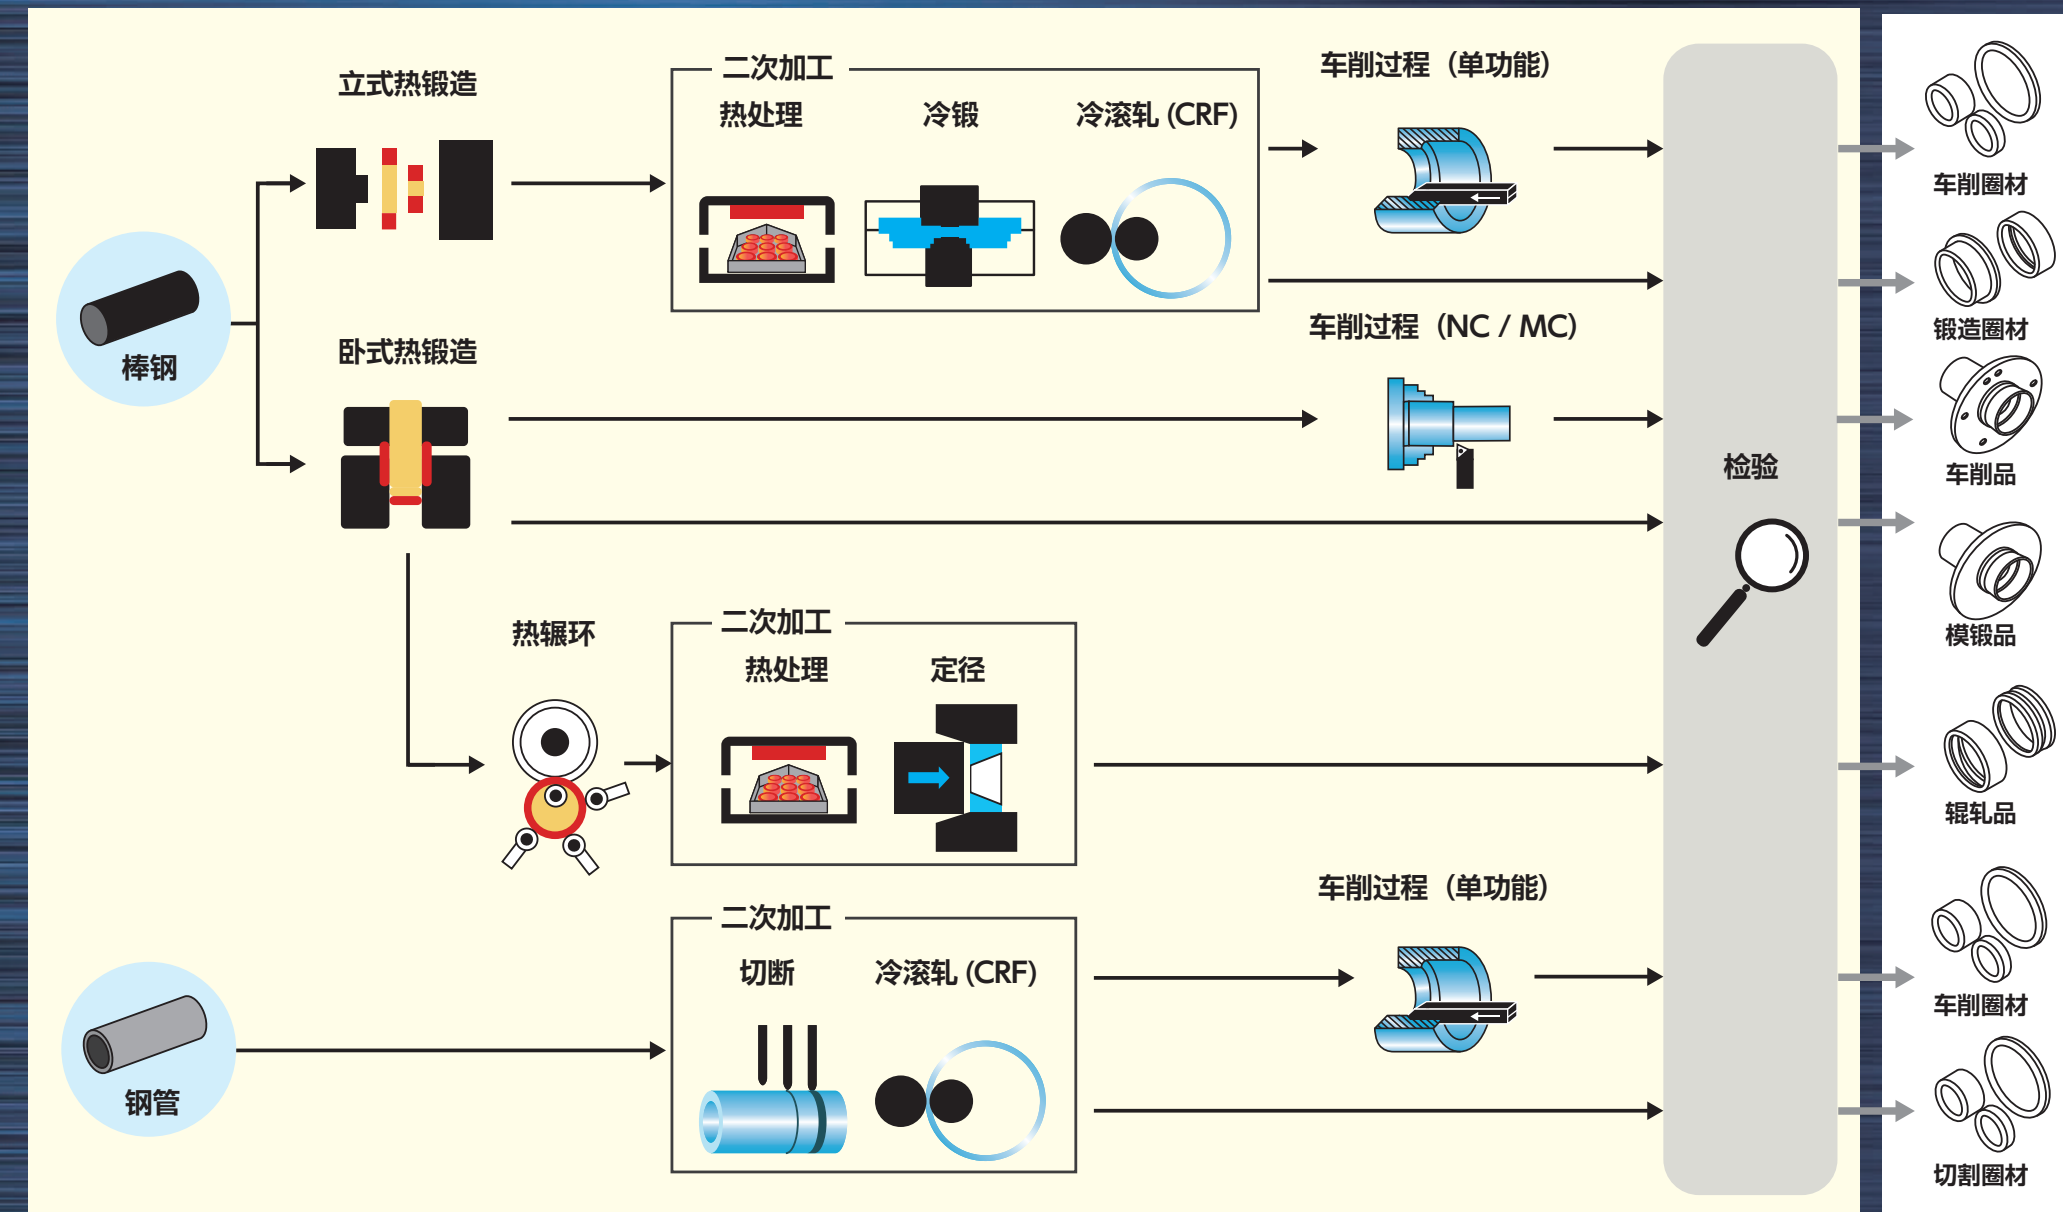 立式热锻造
二次加工
热处理
冷锻
冷滚轧 (CRF)
车削过程（单功能）
车削圈材
棒钢
锻造圈材
卧式热锻造
车削过程（NC / MC）
车削品
检验
模锻品
热辗环
二次加工
热处理
定径
辊轧品
二次加工
切断
冷滚轧 (CRF)
车削过程（单功能）
车削圈材
钢管
切割圈材